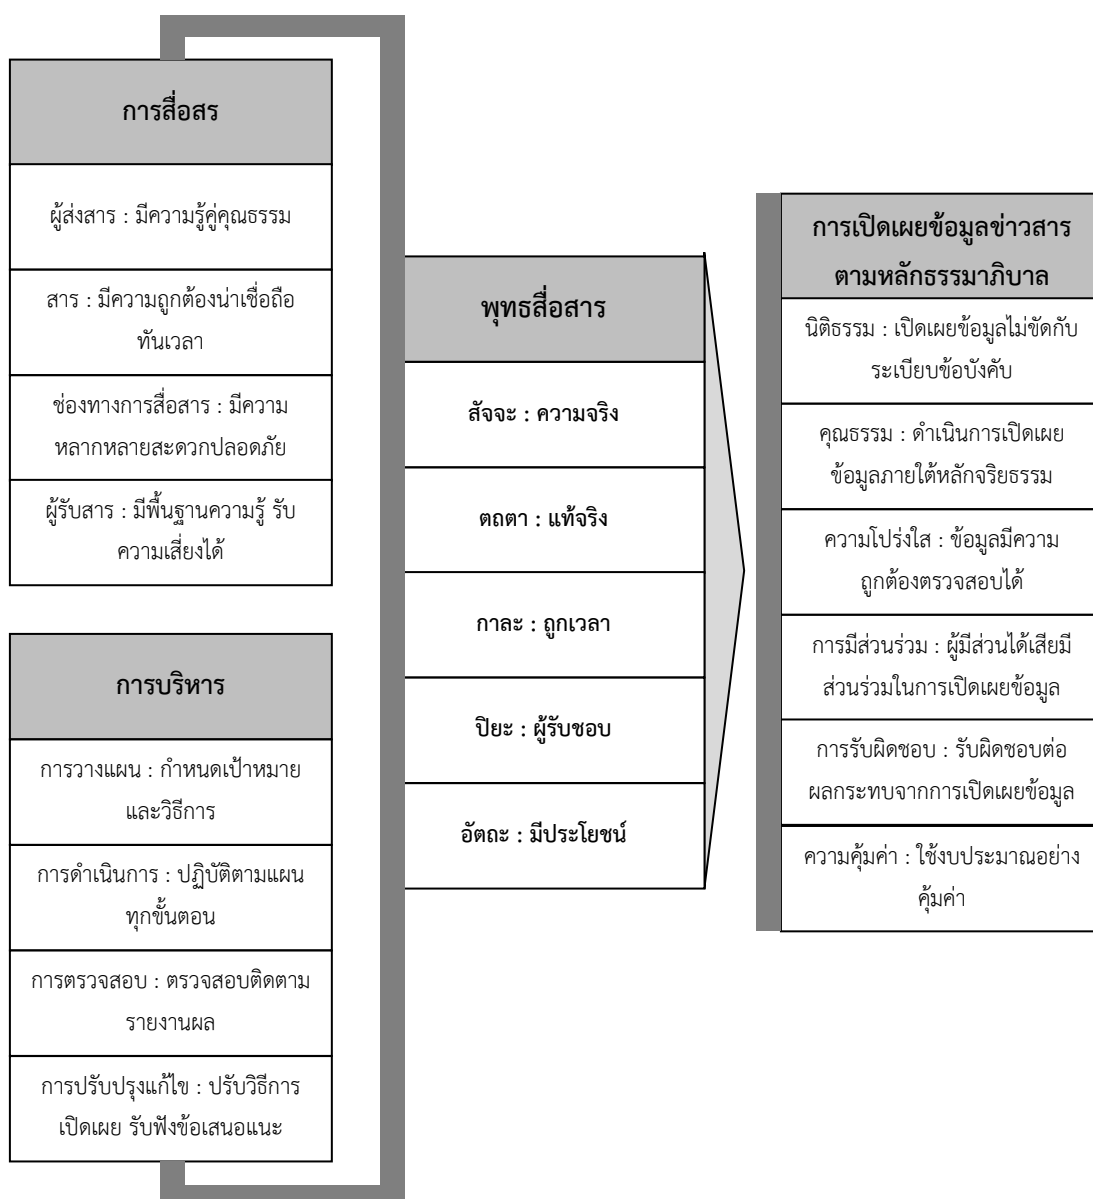 การสื่อสร
ผู้ส่งสาร : มีความรู้คู่คุณธรรม
สาร : มีความถูกต้องน่าเชื่อถือ
ทันเวลา
ช่องทางการสื่อสาร : มีความ
หลากหลายสะดวกปลอดภัย
ผู้รับสาร : มีพื้นฐานความรู้ รับ
ความเสี่ยงได้
การบริหาร
การวางแผน : กำหนดเป้าหมาย
และวิธีการ
การดำเนินการ : ปฏิบัติตามแผน
ทุกขั้นตอน
การตรวจสอบ : ตรวจสอบติดตาม
รายงานผล
การปรับปรุงแก้ไข : ปรับวิธีการ
เปิดเผย รับฟังข้อเสนอแนะ
พุทธสื่อสาร
สัจจะ : ความจริง
ตถตา : แท้จริง
กาละ : ถูกเวลา
ปิยะ : ผู้รับชอบ
อัตถะ : มีประโยชน์
การเปิดเผยข้อมูลข่าวสาร
ตามหลักธรรมาภิบาล
นิติธรรม : เปิดเผยข้อมูลไม่ขัดกับ
ระเบียบข้อบังคับ
คุณธรรม : ดำเนินการเปิดเผย
ข้อมูลภายใต้หลักจริยธรรม
ความโปร่งใส : ข้อมูลมีความ
ถูกต้องตรวจสอบได้
การมีส่วนร่วม : ผู้มีส่วนได้เสียมี
ส่วนร่วมในการเปิดเผยข้อมูล
การรับผิดชอบ : รับผิดชอบต่อ
ผลกระทบจากการเปิดเผยข้อมูล
ความคุ้มค่า : ใช้งบประมาณอย่าง
คุ้มค่า